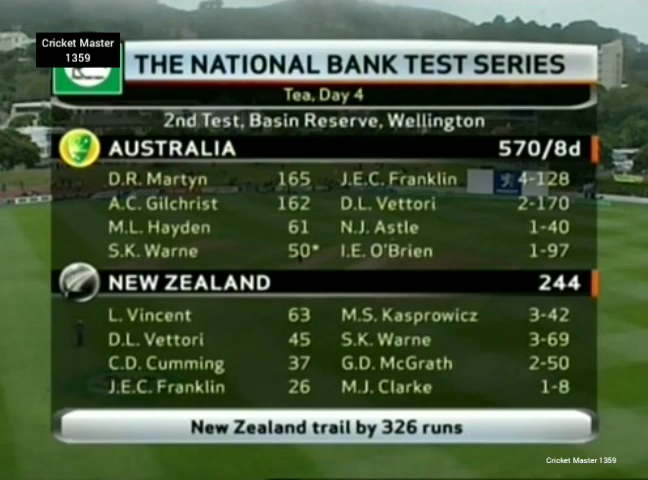 Cricket Master
1359
THE NATIONAL BANK TEST SERIES
Tea, Day 4
2nd Test, Basin Reserve, Wellington
AUSTRALIA 570/8d
D.R. Martyn 165 J.E.C. Franklin 4-128
A.C. Gilchrist 162 D.L. Vettori 2-170
M.L. Hayden 61 N.J. Astle 1-40
S.K. Warne 50* I.E. O'Brien 1-97
NEW ZEALAND 244
L. Vincent 63 M.S. Kasprowicz 3-42
D.L. Vettori 45 S.K. Warne 3-69
C.D. Cumming 37 G.D. McGrath 2-50
J.E.C. Franklin 26 M.J. Clarke 1-8
New Zealand trail by 326 runs
Cricket Master 1359